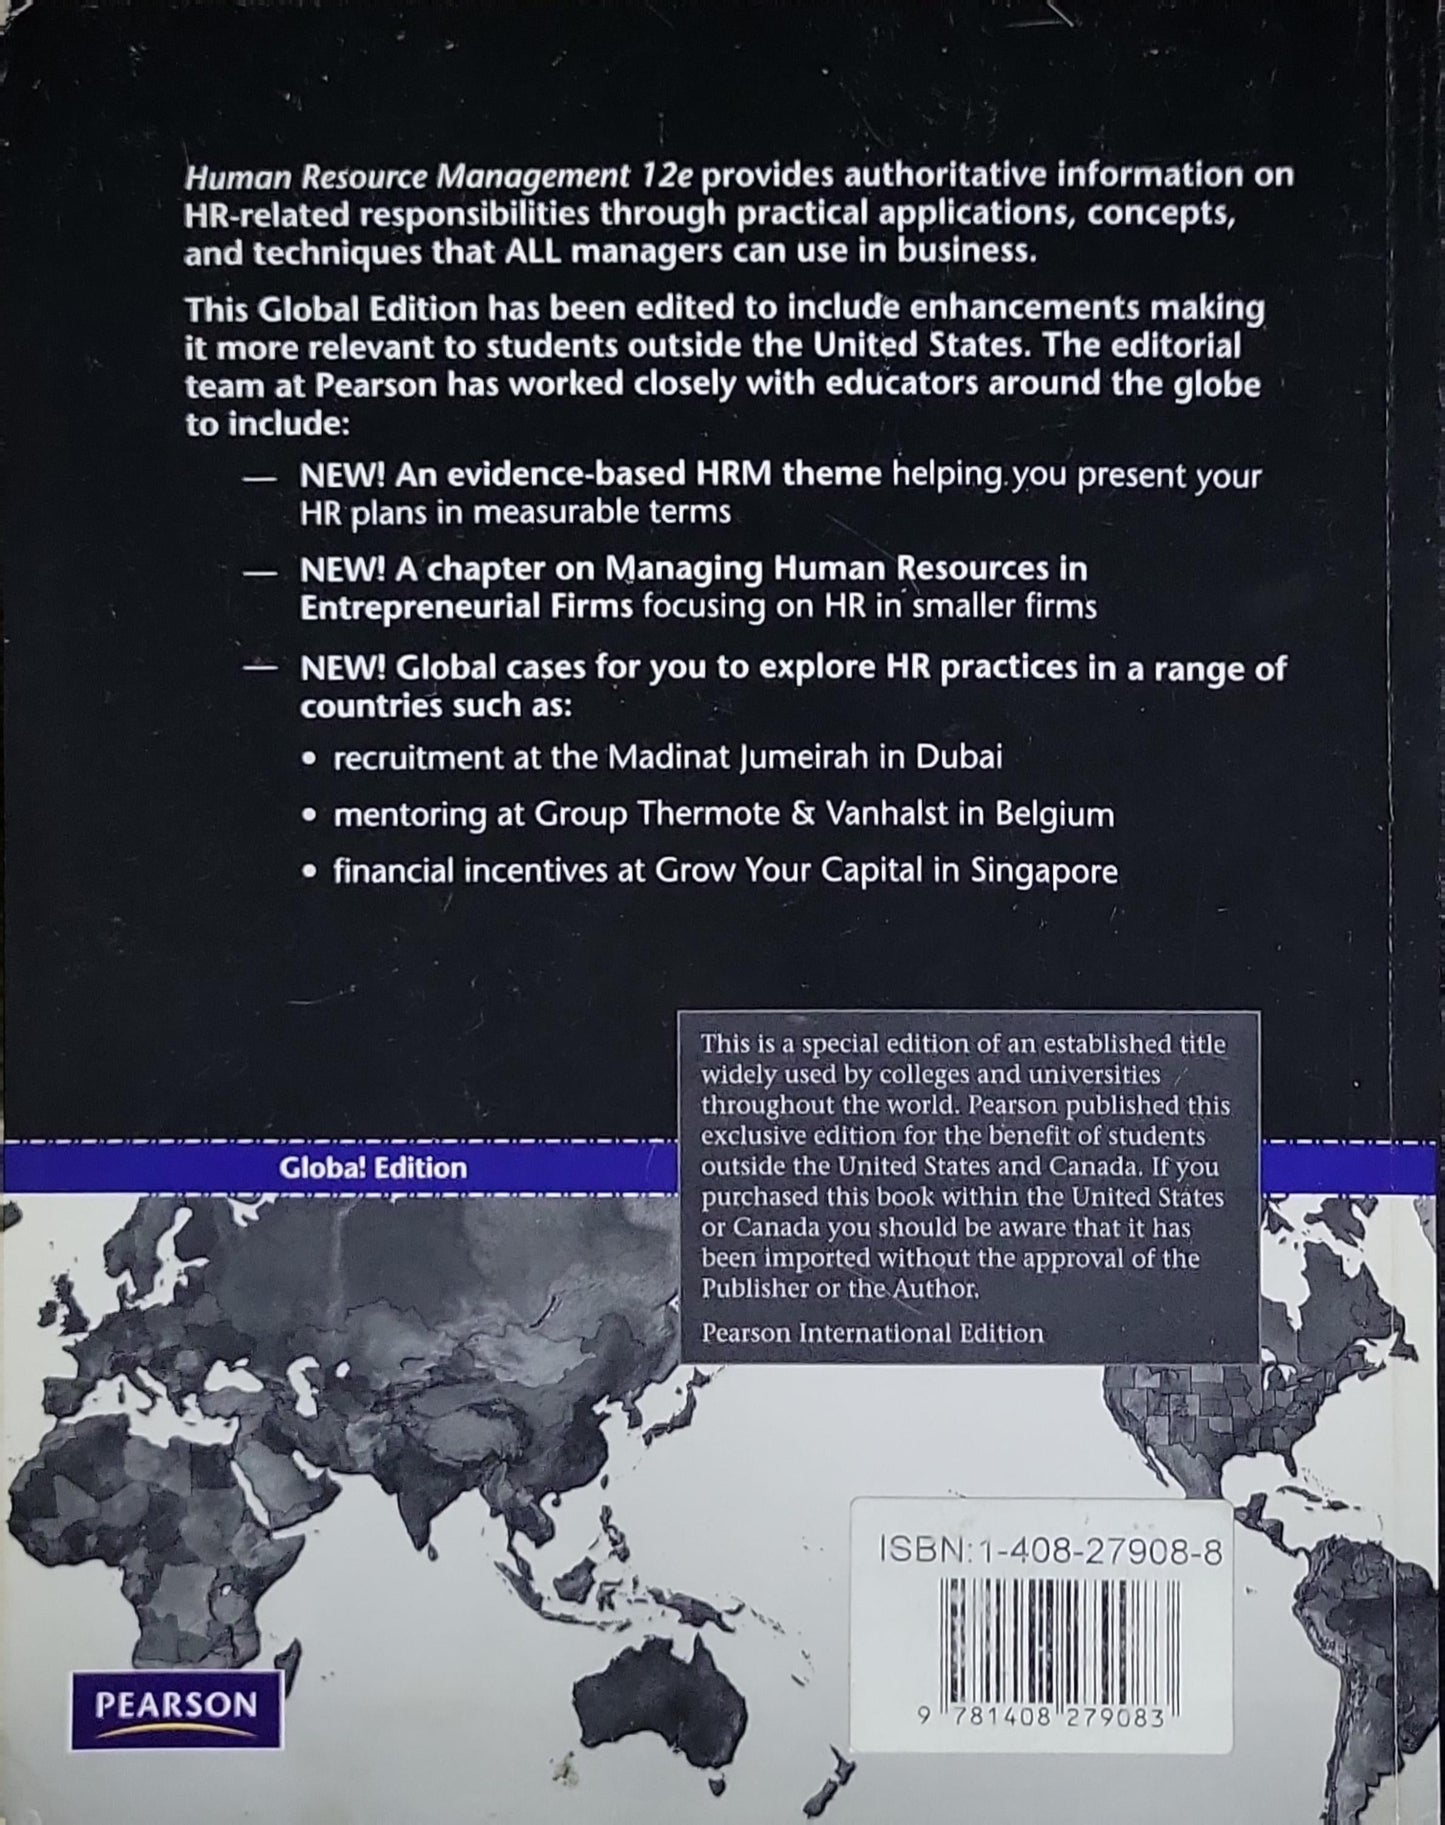 Human Resource Management 12e provides authoritative information on
HR-related responsibilities through practical applications, concepts,
and techniques that ALL managers can use in business.
This Global Edition has been edited to include enhancements making
it more relevant to students outside the United States. The editorial
team at Pearson has worked closely with educators around the globe
to include:
— NEW! An evidence-based HRM theme helping you present your
HR plans in measurable terms
— NEW! A chapter on Managing Human Resources in
Entrepreneurial Firms focusing on HR in smaller firms
— NEW! Global cases for you to explore HR practices in a range of
countries such as:
• recruitment at the Madinat Jumeirah in Dubai
• mentoring at Group Thermote & Vanhalst in Belgium
• financial incentives at Grow Your Capital in Singapore
This is a special edition of an established title
widely used by colleges and universities
throughout the world. Pearson published this
exclusive edition for the benefit of students
outside the United States and Canada. If you
purchased this book within the United States
or Canada you should be aware that it has
been imported without the approval of the
Publisher or the Author.
Pearson International Edition
Global Edition
ISBN:1-408-27908-8
9 781408 279083
PEARSON